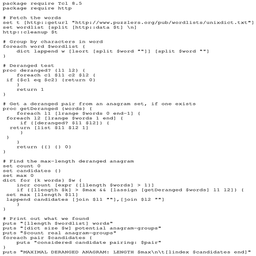 package require Tcl 8.5
package require http

# Fetch the words
set t [http::geturl "http://www.puzzlers.org/pub/wordlists/unixdict.txt"]
set wordlist [split [http::data $t] \n]
http::cleanup $t

# Group by characters in word
foreach word $wordlist {
dict lappend w [lsort [split $word ""]] [split $word ""]
}

# Deranged test
proc deranged? {l1 l2} {
foreach c1 $l1 c2 $l2 {
if {$c1 eq $c2} {return 0}
}
return 1
}

# Get a deranged pair from an anagram set, if one exists
proc getDeranged {words} {
foreach l1 [lrange $words 0 end-1] {
foreach l2 [lrange $words 1 end] {
if {[deranged? $l1 $l2]} {
return [list $l1 $l2 1]
}
}
}
return {{} {} 0}
}

# Find the max-length deranged anagram
set count 0
set candidates {}
set max 0
dict for {k words} $w {
incr count [expr {[llength $words] > 1}]
if {[llength $k] > $max && [lassign [getDeranged $words] l1 l2]} {
set max [llength $l1]
lappend candidates [join $l1 ""],[join $l2 ""]
}
}

# Print out what we found
puts "[llength $wordlist] words"
puts "[dict size $w] potential anagram-groups"
puts "$count real anagram-groups"
foreach pair $candidates {
puts "considered candidate pairing: $pair"
}
puts "MAXIMAL DERANGED ANAGRAM: LENGTH $max\n\t[lindex $candidates end]"